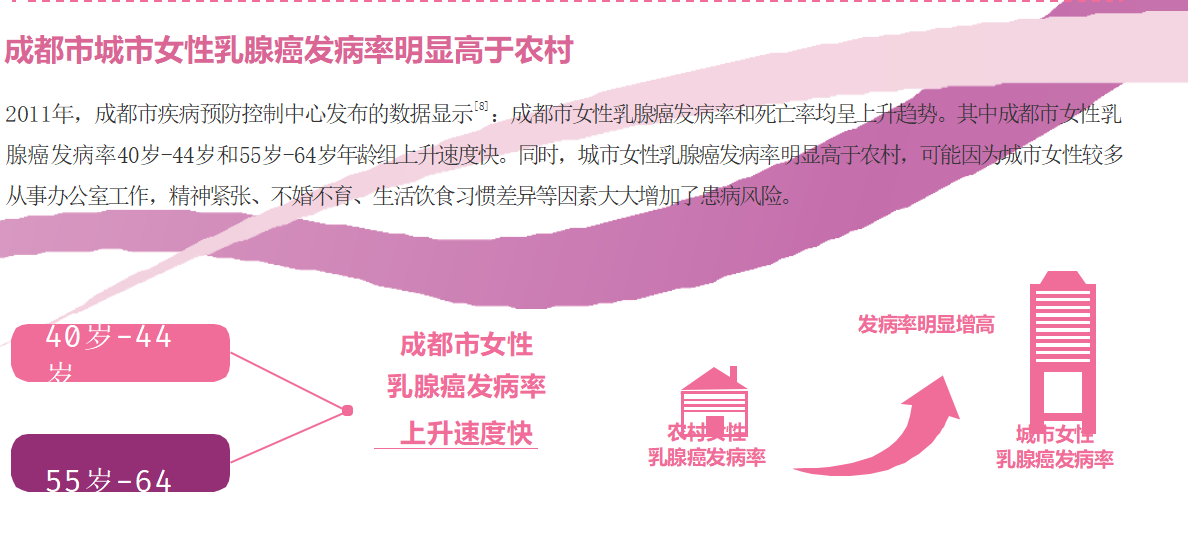 成都市城市女性乳腺癌发病率明显高于农村
2011年，成都市疾病预防控制中心发布的数据显示[8]：成都市女性乳腺癌发病率和死亡率均呈上升趋势。其中成都市女性乳
腺癌发病率40岁-44岁和55岁-64岁年龄组上升速度快。同时，城市女性乳腺癌发病率明显高于农村，可能因为城市女性较多
从事办公室工作，精神紧张、不婚不育、生活饮食习惯差异等因素大大增加了患病风险。
40岁-44
岁
55岁-64
成都市女性
乳腺癌发病率
上升速度快
发病率明显增高
农村女性
乳腺癌发病率
城市女性
乳腺癌发病率